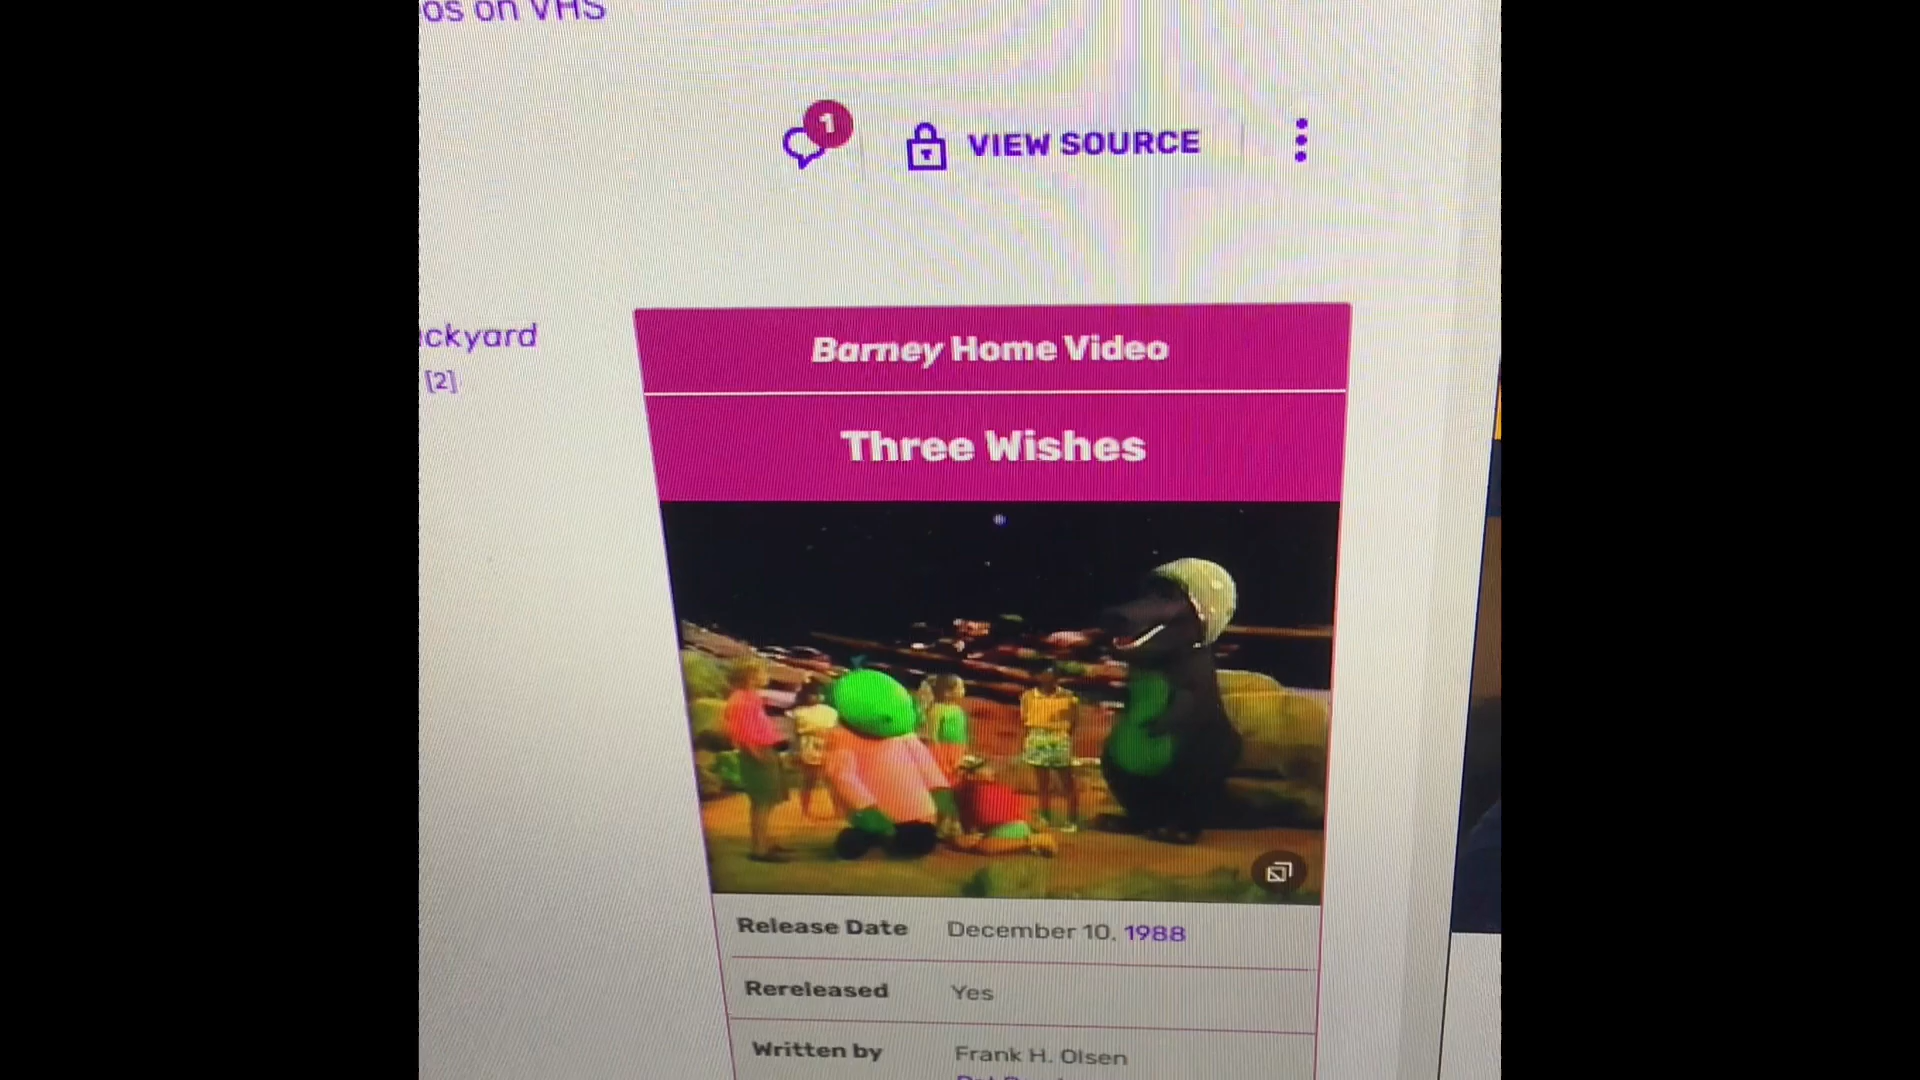 os on VHS
1
VIEW SOURCE
ckyard
[2]
Barney Home Video
Three Wishes
Release Date December 10, 1988
Rereleased Yes
Written by Frank H. Olsen